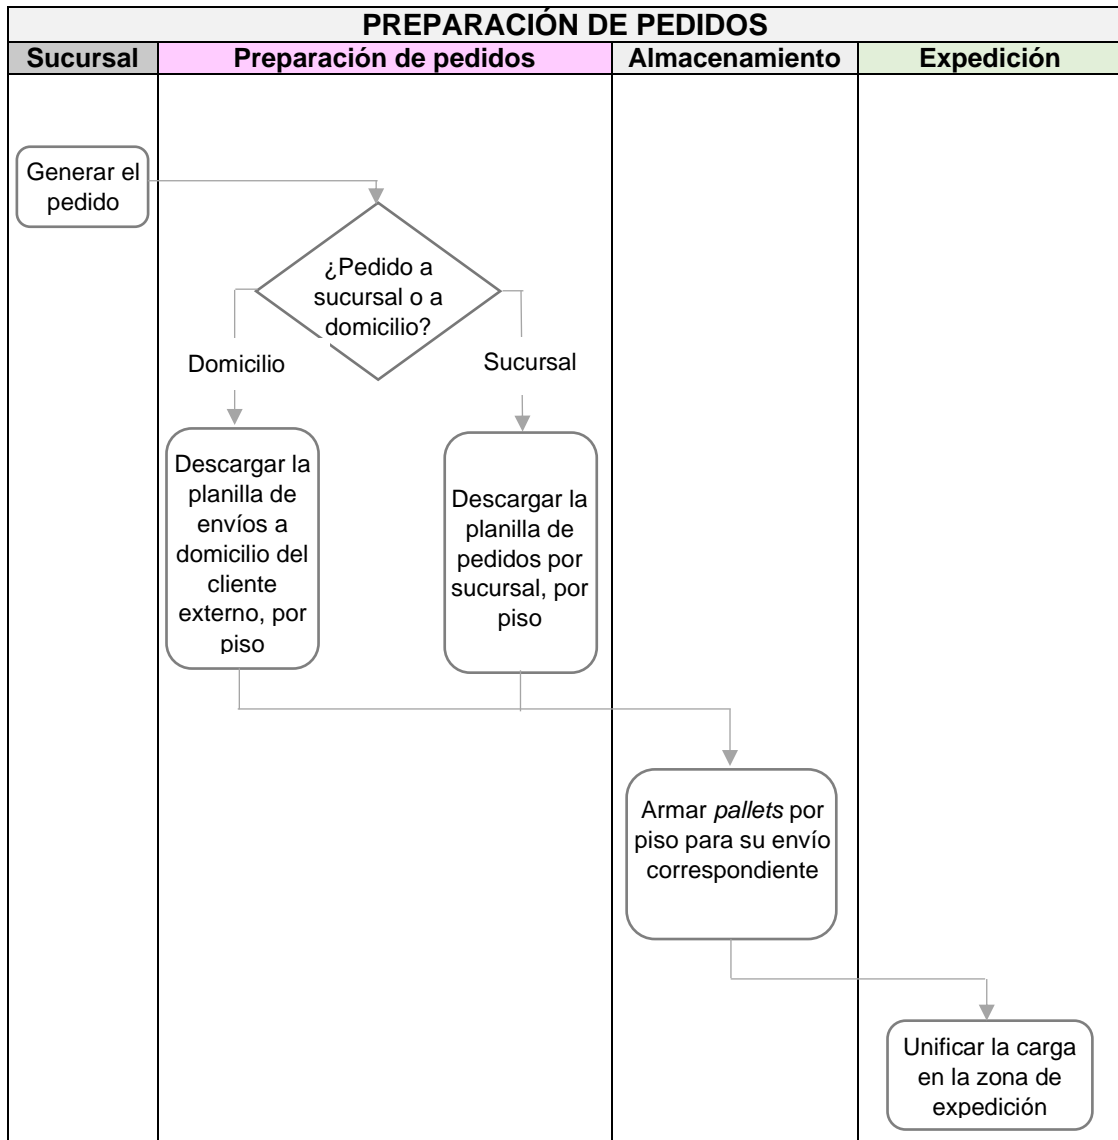 PREPARACIÓN DE PEDIDOS
Sucursal
Preparación de pedidos
Almacenamiento
Expedición
Generar el
pedido
¿Pedido a
sucursal o a
domicilio?
Domicilio
Sucursal
Descargar la
planilla de
envíos a
domicilio del
cliente
externo, por
piso
Descargar la
planilla de
pedidos por
sucursal, por
piso
Armar pallets por
piso para su envío
correspondiente
Unificar la carga
en la zona de
expedición